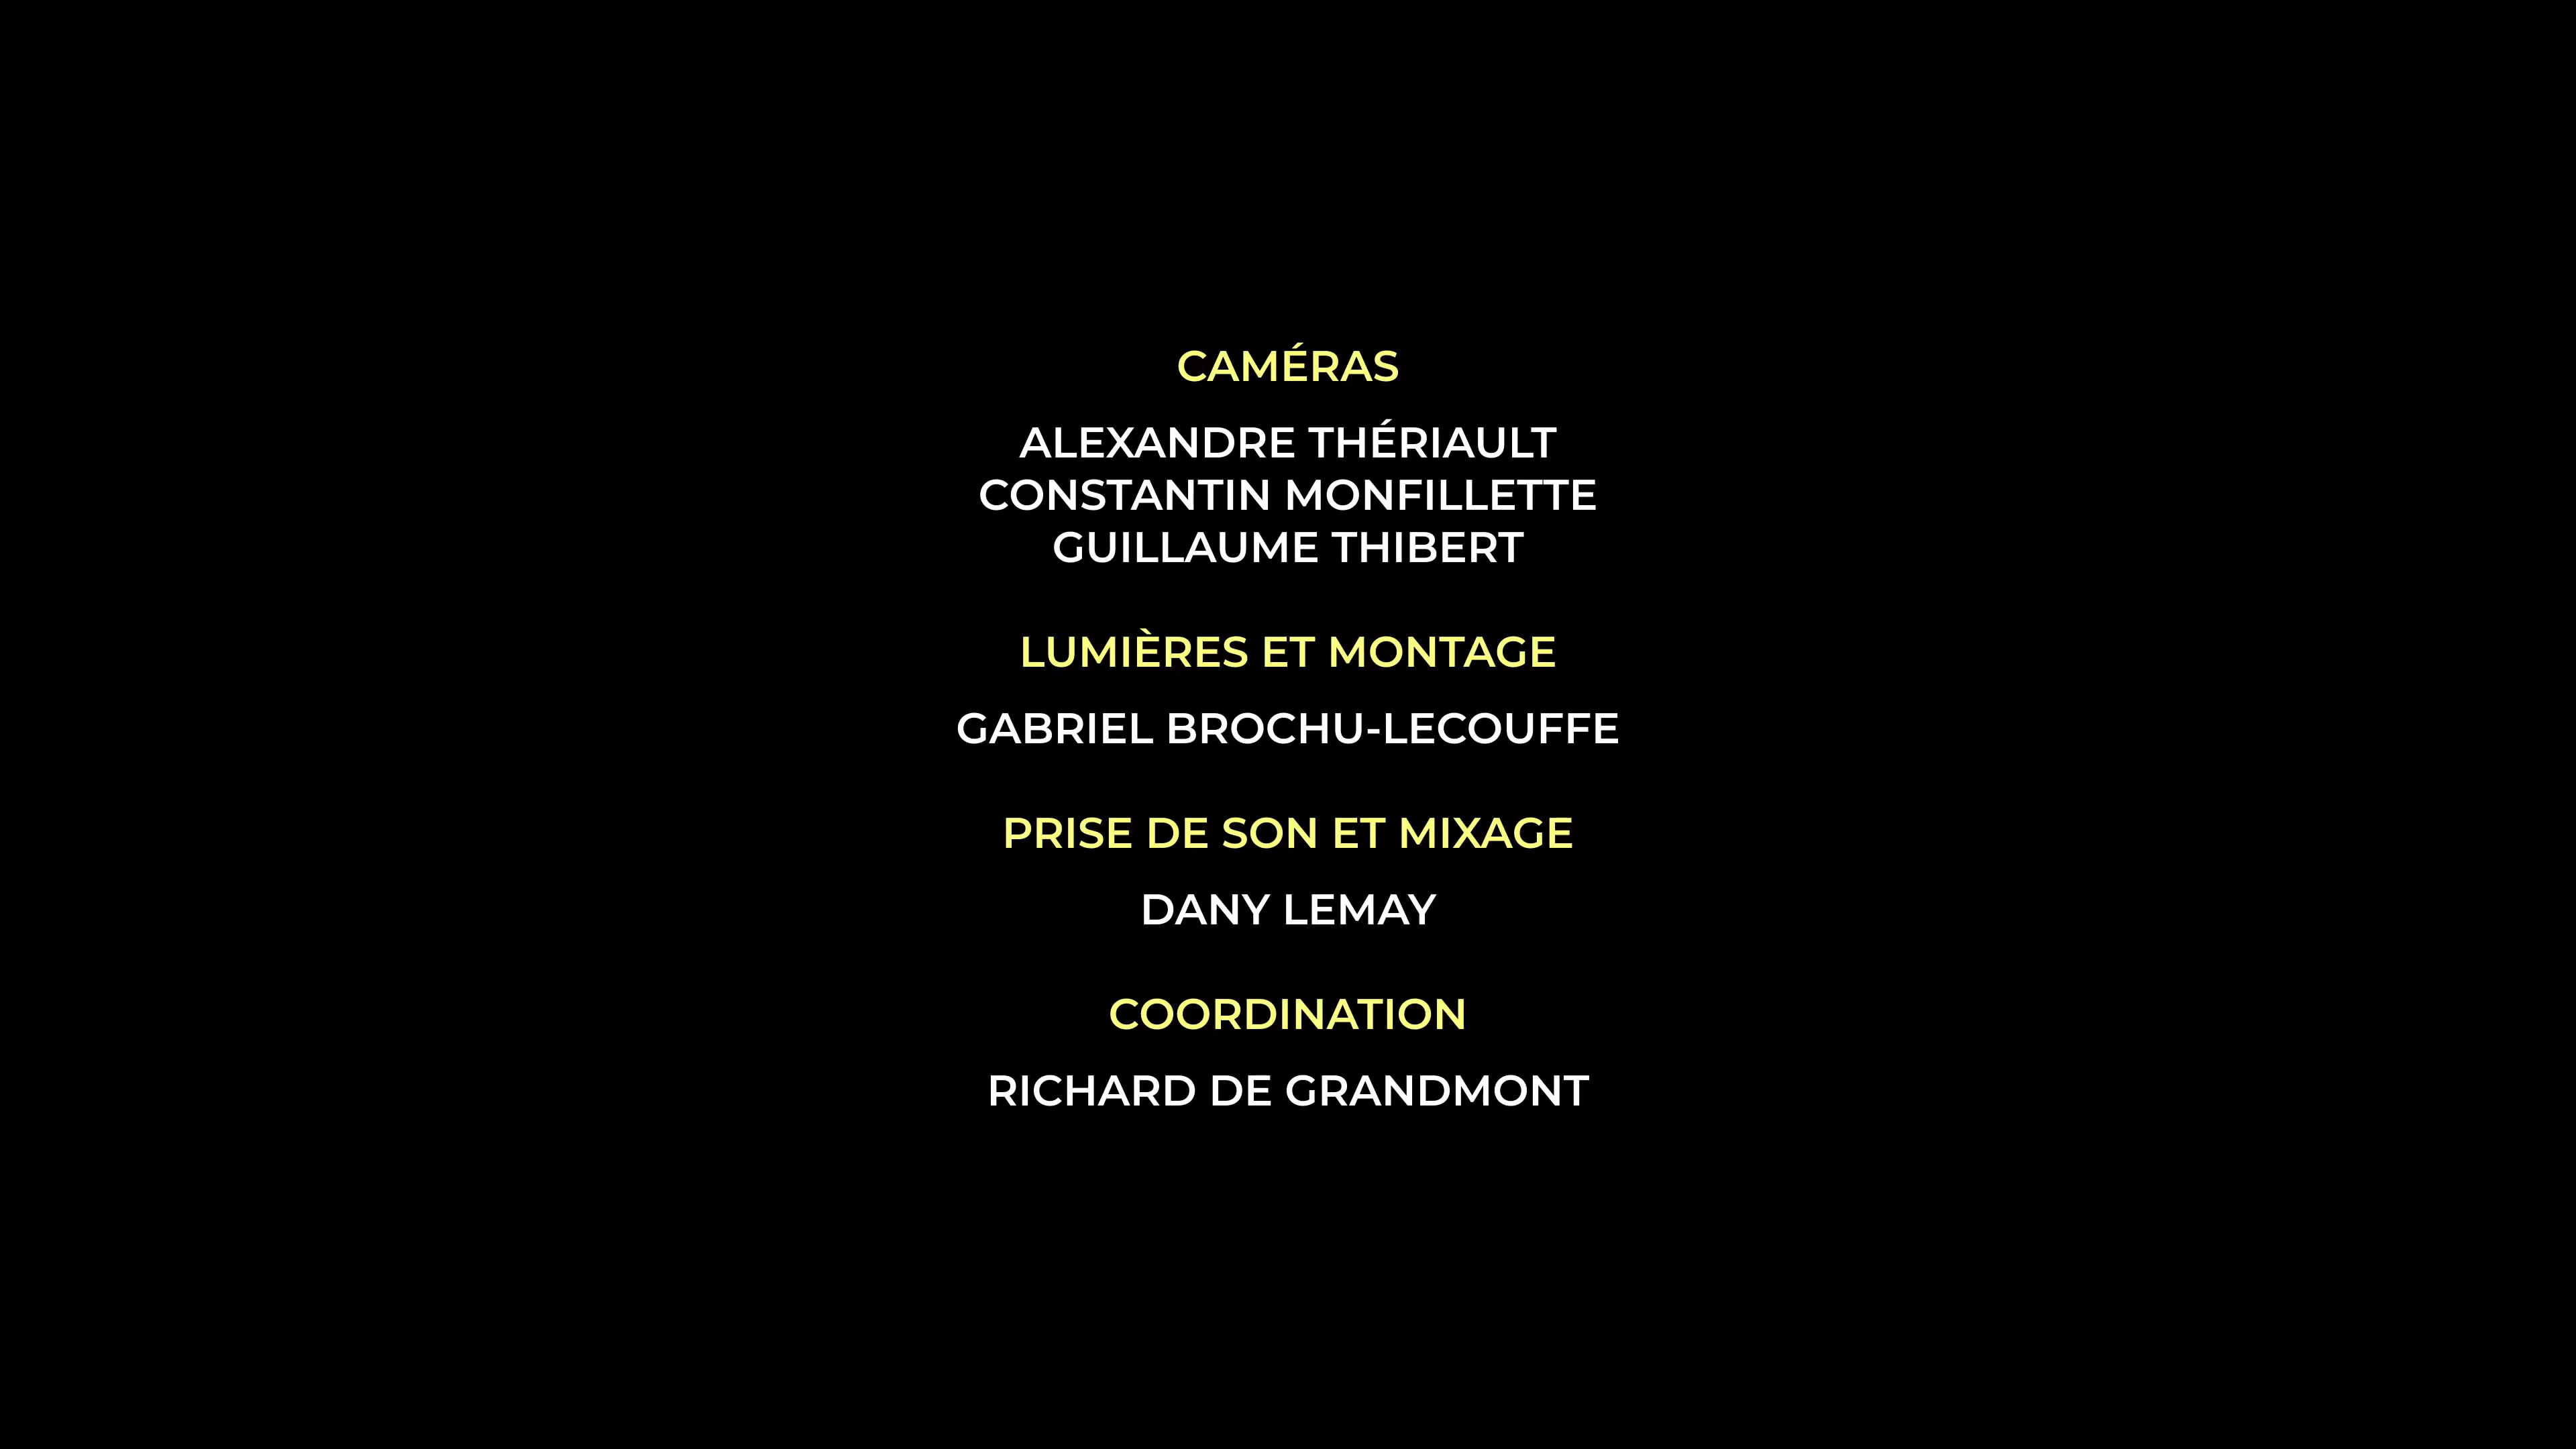 CAMÉRAS
ALEXANDRE THÉRIAULT
CONSTANTIN MONFILLETTE
GUILLAUME THIBERT
LUMIÈRES ET MONTAGE
GABRIEL BROCHU-LECOUFFE
PRISE DE SON ET MIXAGE
DANY LEMAY
COORDINATION
RICHARD DE GRANDMONT